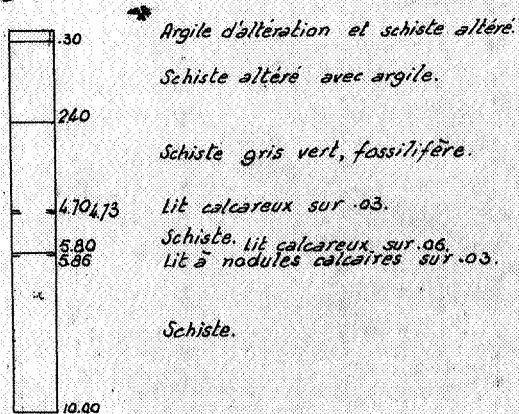 .30 Argile d'altération et schiste altéré.
Schiste altéré avec argile.
2.40
Schiste gris vert, fossilifère.
4.70 4.73 Lit calcareux sur .03.
Schiste. Lit calcareux sur .06.
5.80
5.86 Lit à nodules calcaires sur .03.
Schiste.
10.00